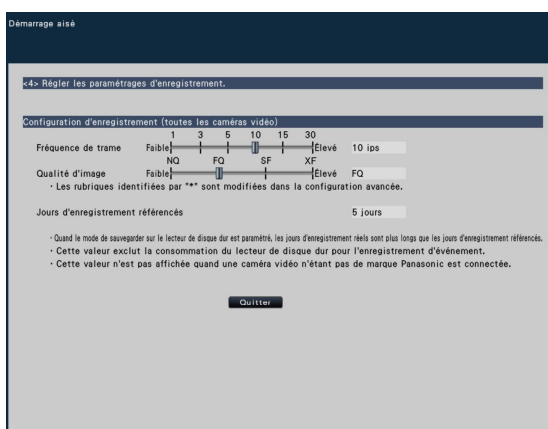 Démarrage aisé
<4> Régler les paramétrages d'enregistrement.
Configuration d'enregistrement (toutes les caméras vidéo)
1 3 5 10 15 30
Fréquence de trame Faible Élevé 10 ips
NQ FQ SF XF
Qualité d'image Faible Élevé FQ
・Les rubriques identifiées par "*" sont modifiées dans la configuration avancée.
Jours d'enregistrement référencés 5 jours
・Quand le mode de sauvegarder sur le lecteur de disque dur est paramétré, les jours d'enregistrement réels sont plus longs que les jours d'enregistrement référencés.
・Cette valeur exclut la consommation du lecteur de disque dur pour l'enregistrement d'événement.
・Cette valeur n'est pas affichée quand une caméra vidéo n'étant pas de marque Panasonic est connectée.
Quitter